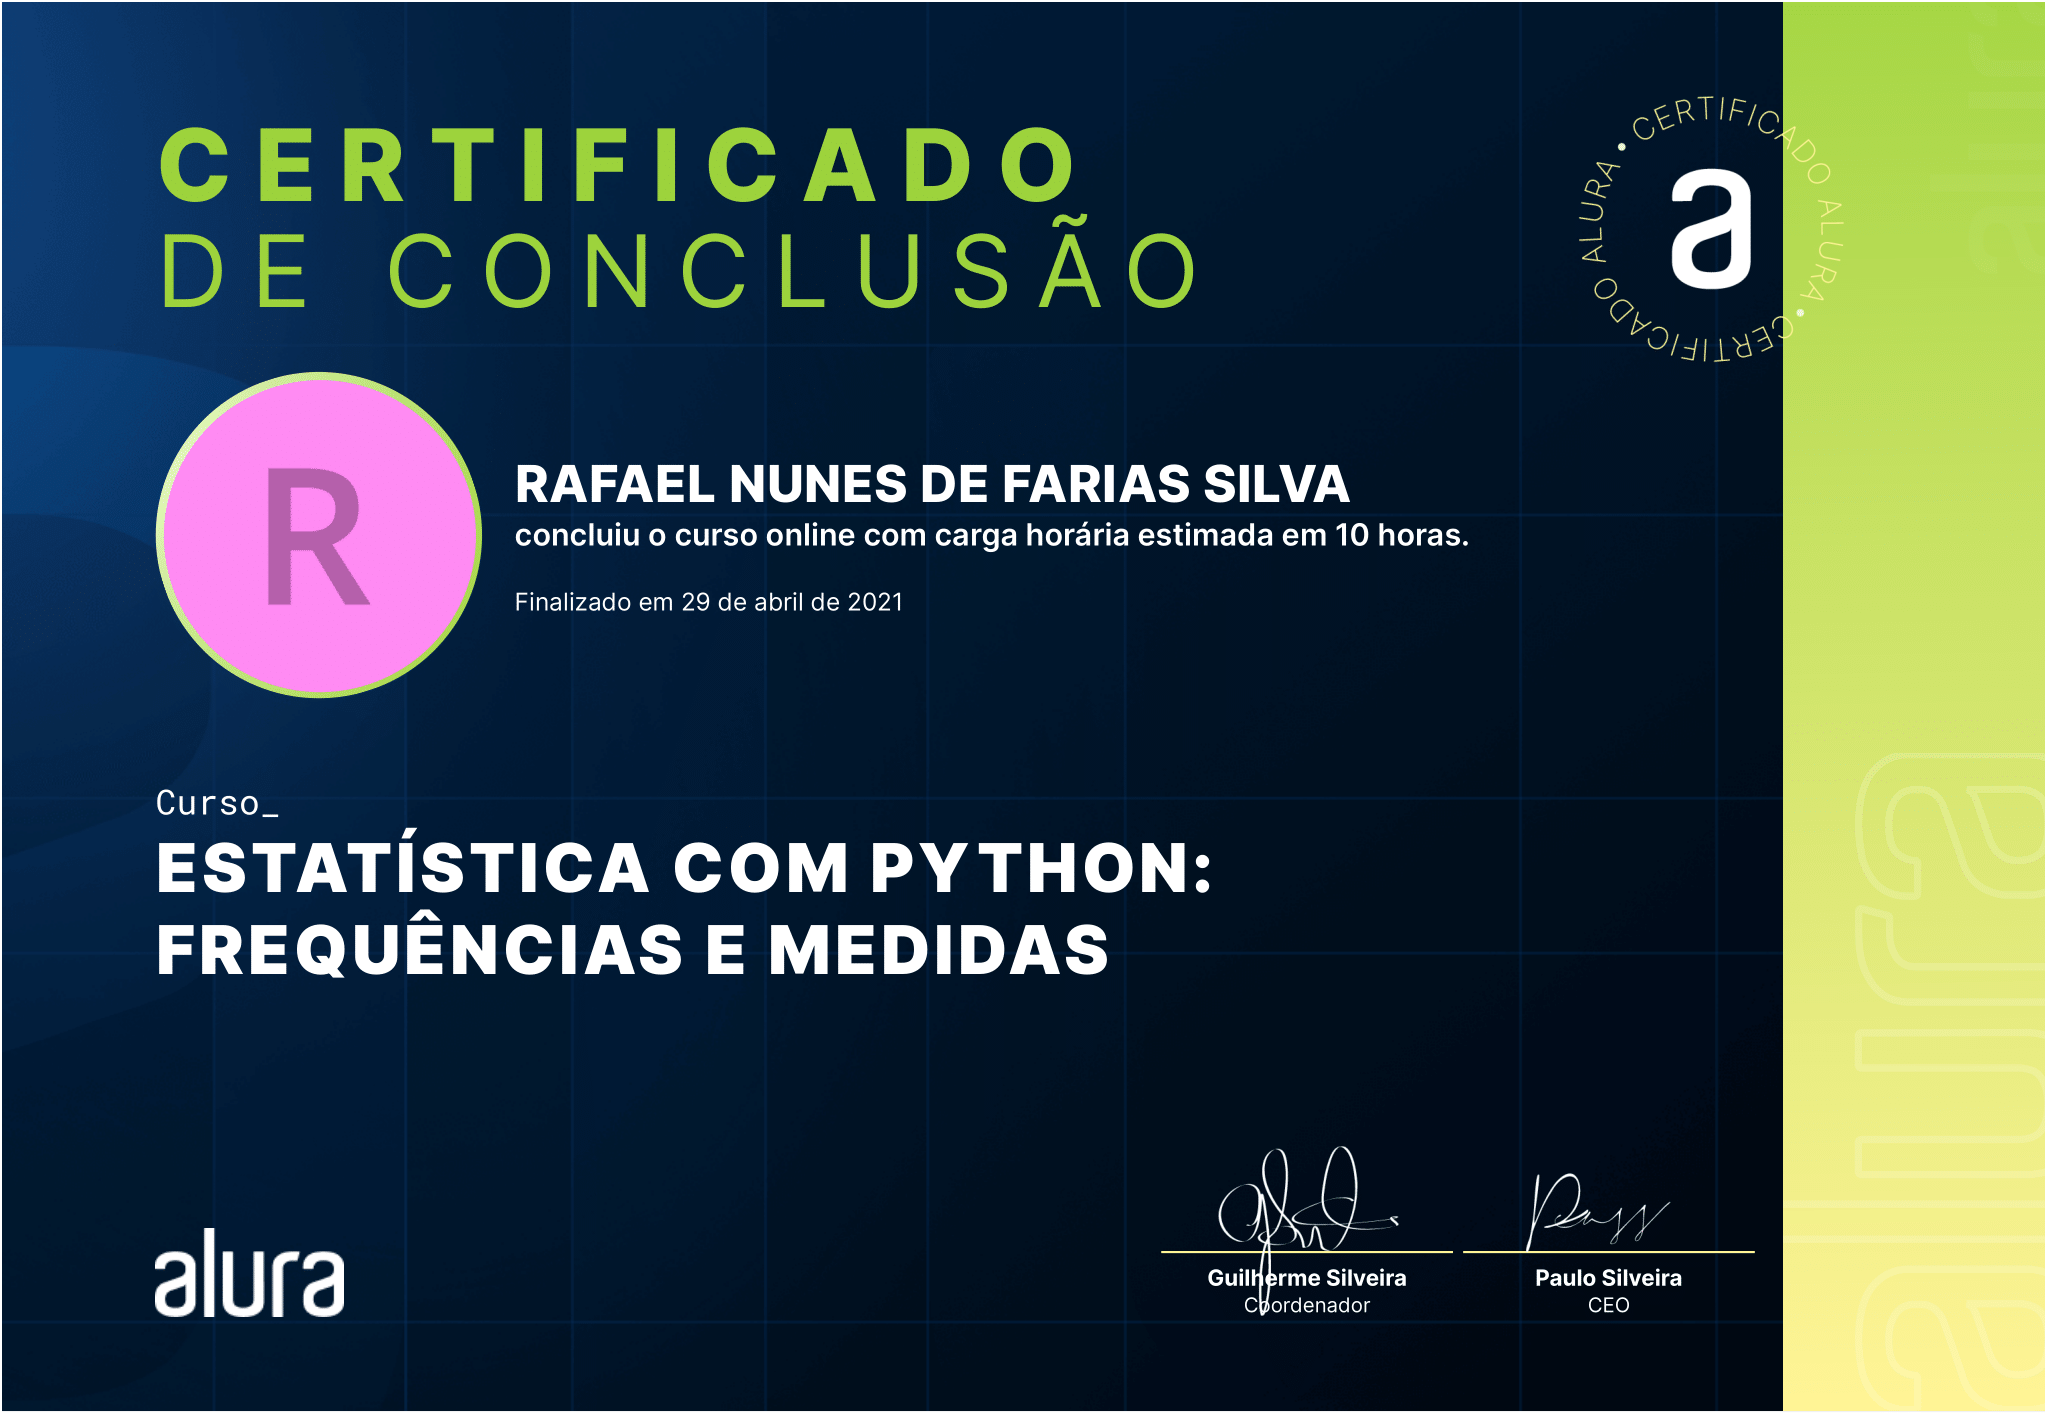 CERTIFICADO
DE CONCLUSÃO
CERTIFICADO ALURA • CERTIFICADO ALURA •
a
R
RAFAEL NUNES DE FARIAS SILVA
concluiu o curso online com carga horária estimada em 10 horas.
Finalizado em 29 de abril de 2021
Curso_
ESTATÍSTICA COM PYTHON:
FREQUÊNCIAS E MEDIDAS
alura
Guilherme Silveira
Coordenador
Paulo Silveira
CEO
alura
alura